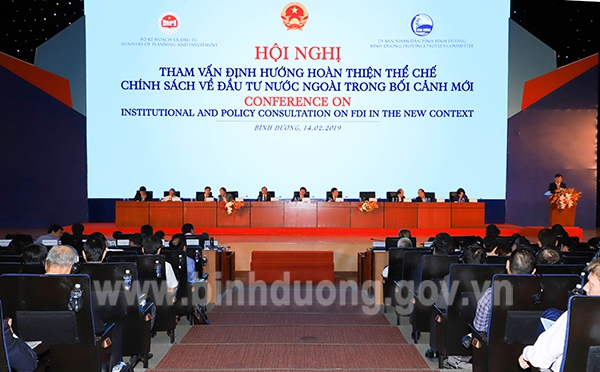 BỘ KẾ HOẠCH VÀ ĐẦU TƯ
MINISTRY OF PLANNING AND INVESTMENT
ỦY BAN NHÂN DÂN TỈNH BÌNH DƯƠNG
BINH DUONG PROVINCE PEOPLE'S COMMITTEE
HỘI NGHỊ
THAM VẤN ĐỊNH HƯỚNG HOÀN THIỆN THỂ CHẾ
CHÍNH SÁCH VỀ ĐẦU TƯ NƯỚC NGOÀI TRONG BỐI CẢNH MỚI
CONFERENCE ON
INSTITUTIONAL AND POLICY CONSULTATION ON FDI IN THE NEW CONTEXT
BÌNH DƯƠNG, 14.02.2019
www.binhduong.gov.vn